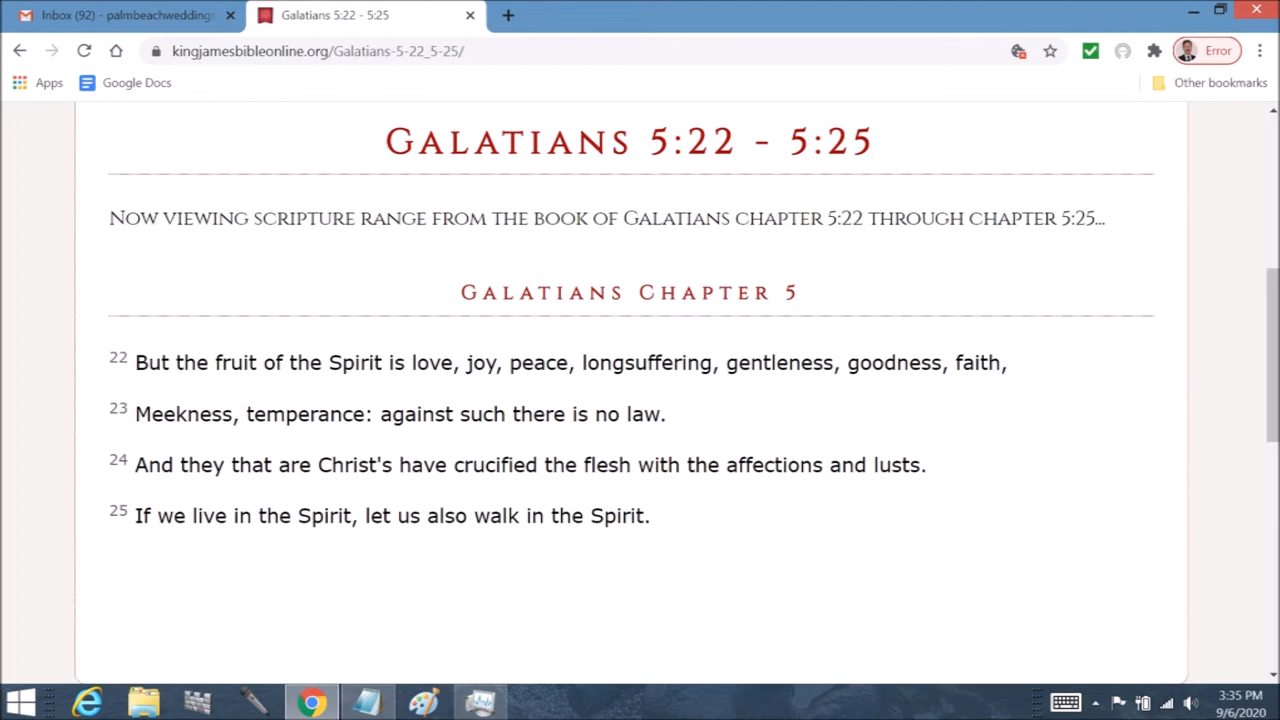 Inbox (92) - palmbeachwedding
Galatians 5:22 - 5:25
kingjamesbibleonline.org/Galatians-5-22_5-25/
Error
Apps
Google Docs
Other bookmarks
Galatians 5:22 - 5:25
Now viewing scripture range from the book of Galatians chapter 5:22 through chapter 5:25...
Galatians Chapter 5
22 But the fruit of the Spirit is love, joy, peace, longsuffering, gentleness, goodness, faith,
23 Meekness, temperance: against such there is no law.
24 And they that are Christ's have crucified the flesh with the affections and lusts.
25 If we live in the Spirit, let us also walk in the Spirit.
3:35 PM
9/6/2020